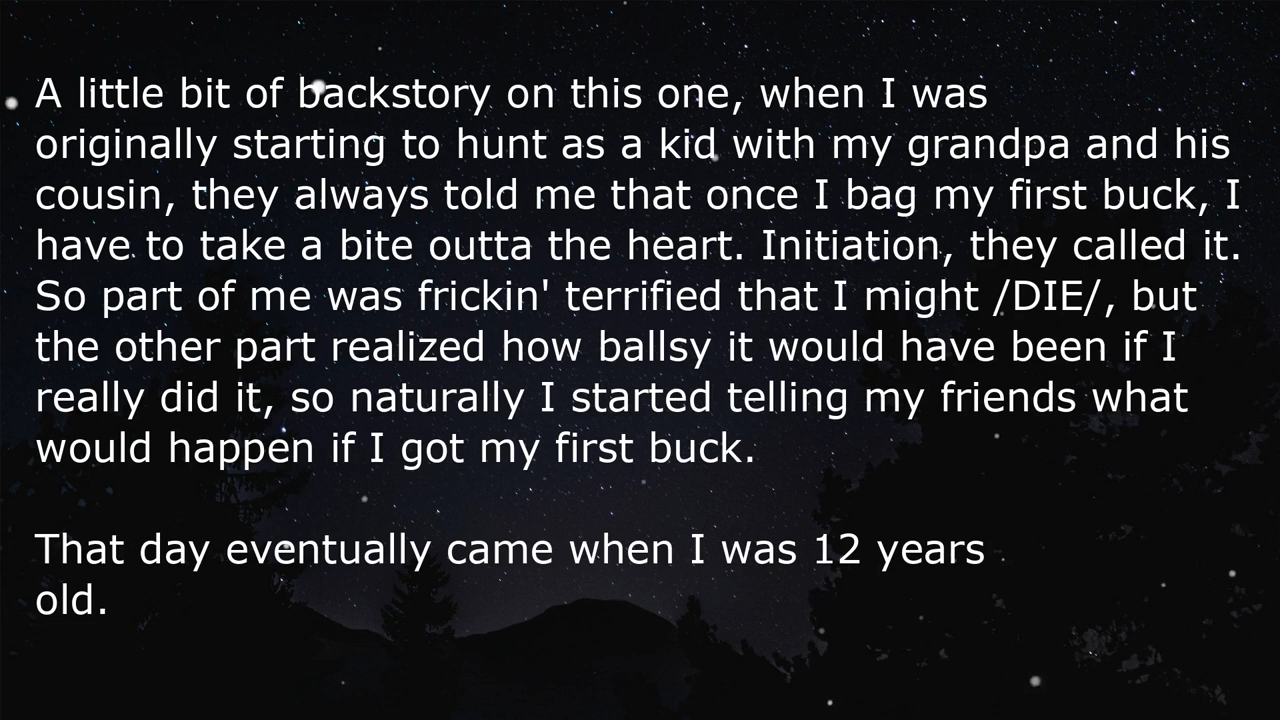 A little bit of backstory on this one, when I was
originally starting to hunt as a kid with my grandpa and his
cousin, they always told me that once I bag my first buck, I
have to take a bite outta the heart. Initiation, they called it.
So part of me was frickin' terrified that I might /DIE/, but
the other part realized how ballsy it would have been if I
really did it, so naturally I started telling my friends what
would happen if I got my first buck.

That day eventually came when I was 12 years
old.